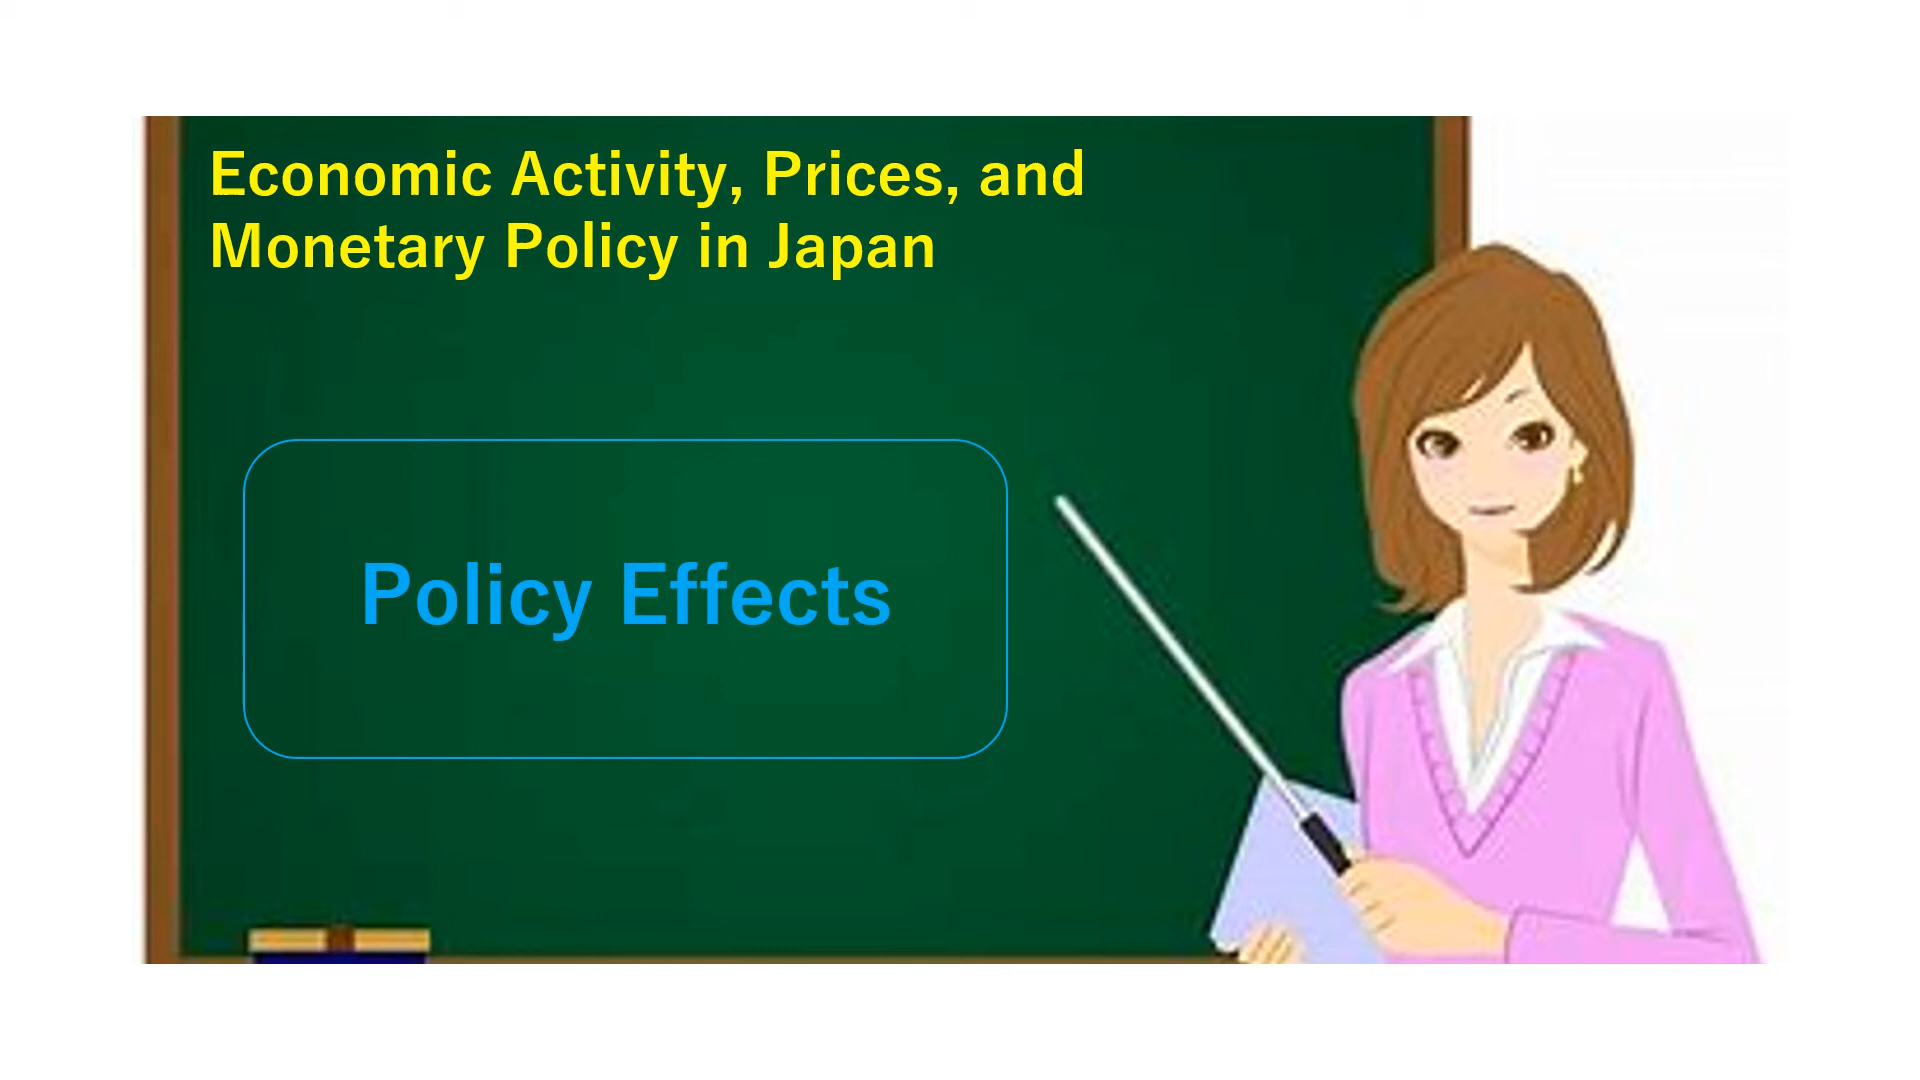 Economic Activity, Prices, and
Monetary Policy in Japan
Policy Effects